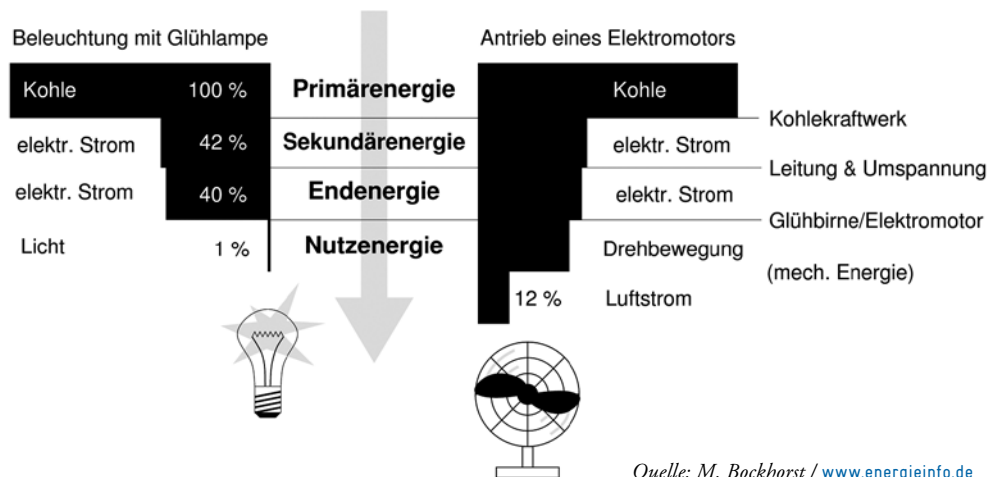 Beleuchtung mit Glühlampe
Antrieb eines Elektromotors
Kohle 100 % Primärenergie Kohle
Kohlekraftwerk
elektr. Strom 42 % Sekundärenergie elektr. Strom
Leitung & Umspannung
elektr. Strom 40 % Endenergie elektr. Strom
Glühbirne/Elektromotor
Licht 1 % Nutzenergie Drehbewegung
(mech. Energie)
12 % Luftstrom
Quelle: M. Bockhorst / www.energieinfo.de